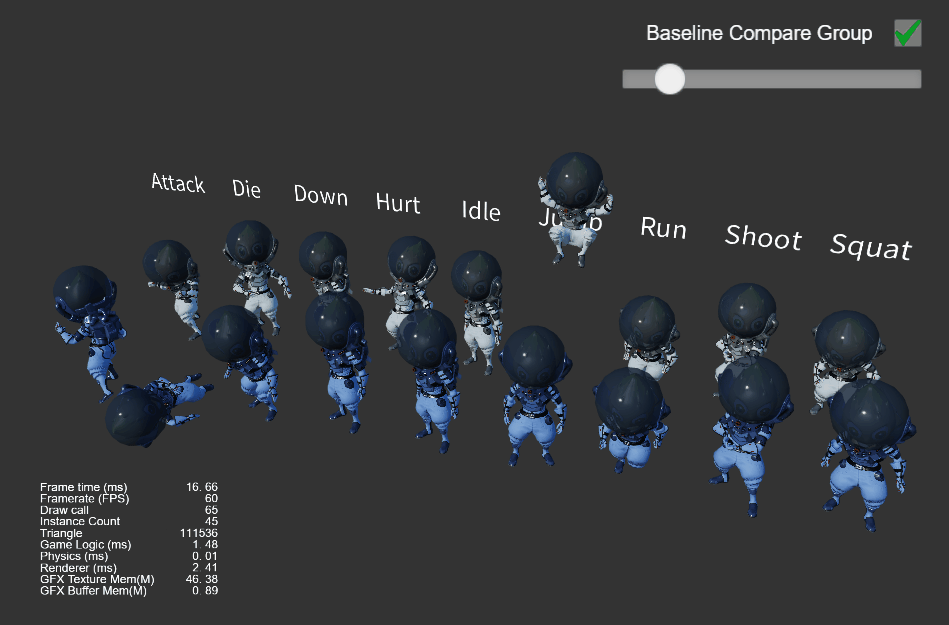 Baseline Compare Group
Attack
Die
Down
Hurt
Idle
Run
Shoot
Squat
Frame time (ms) 16.66
Framerate (FPS) 60
Draw call 65
Instance Count 45
Triangle 111536
Game Logic (ms) 1.48
Physics (ms) 0.01
Renderer (ms) 2.41
GFX Texture Mem(M) 46.38
GFX Buffer Mem(M) 0.89